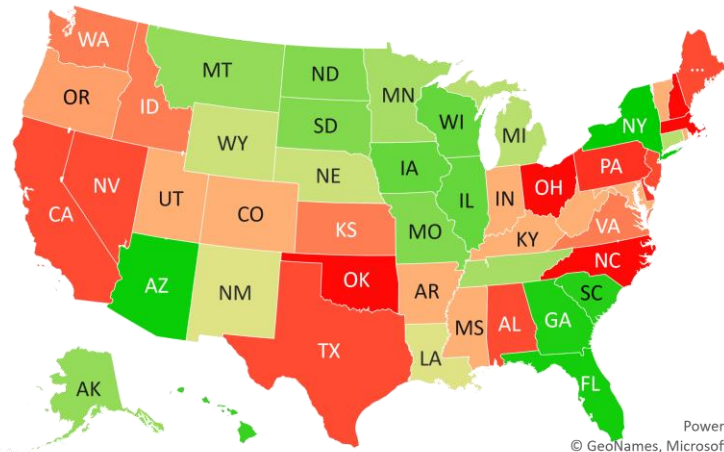 WA
MT
ND
MN
...
OR
ID
WI
NY
SD
MI
WY
IA
PA
NE
OH
NV
IL
IN
UT
CO
CA
KS
MO
VA
KY
NC
OK
AZ
NM
AR
SC
MS
AL
GA
TX
LA
AK
FL
Power
© GeoNames, Microsof